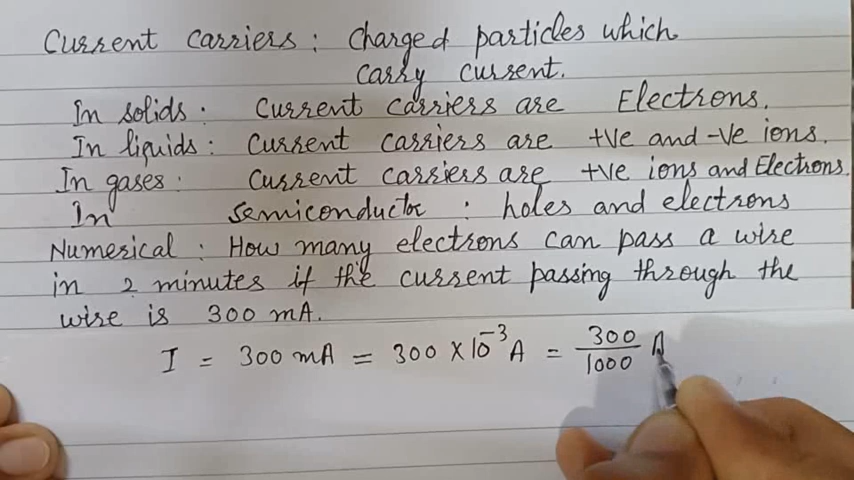 Current carriers : charged particles which
carry current.
In solids : Current carriers are Electrons.
In liquids : Current carriers are +ve and -ve ions.
In gases : Current carriers are +ve ions and Electrons.
In semiconductor : holes and electrons
Numerical : How many electrons can pass a wire
in 2 minutes if the current passing through the
wire is 300 mA.
I = 300 mA = 300 × 10⁻³ A = 300/1000 A